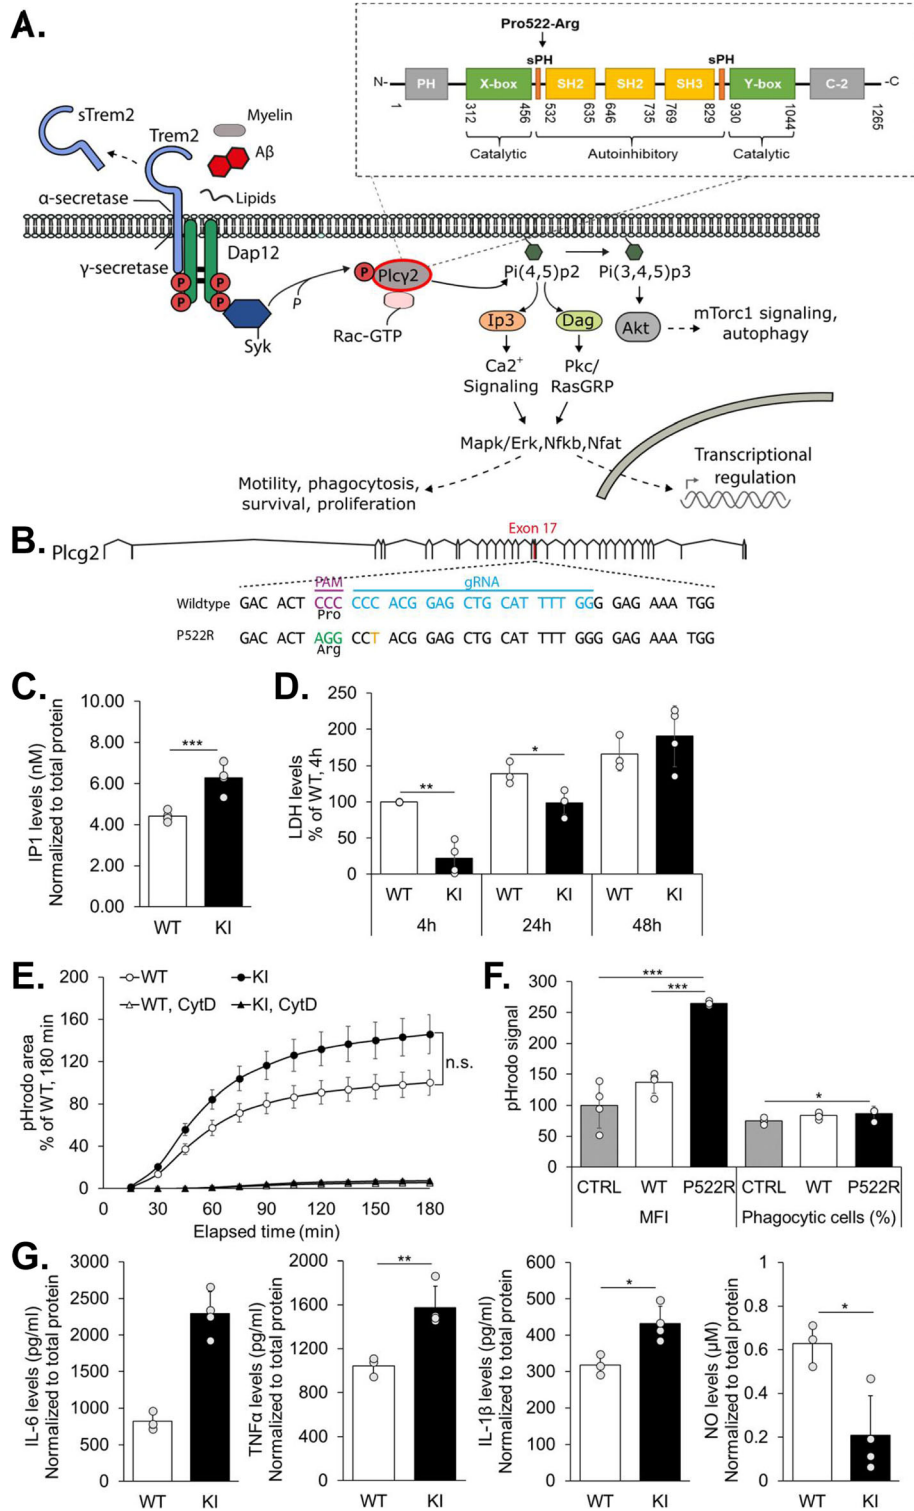 A.
Pro522-Arg
sPH sPH
N- PH X-box SH2 SH2 SH3 Y-box C-2 -C
1 312 456 532 635 646 735 769 829 930 1044 1265
Catalytic Autoinhibitory Catalytic
sTrem2
Trem2
Myelin
Aβ
Lipids
α-secretase
γ-secretase
Dap12
P P
P P
Syk
P
P Plcγ2
Rac-GTP
Pi(4,5)p2 Pi(3,4,5)p3
Ip3 Dag Akt
mTorc1 signaling,
autophagy
Ca2⁺
Signaling
Pkc/
RasGRP
Mapk/Erk,Nfkb,Nfat
Motility, phagocytosis,
survival, proliferation
Transcriptional
regulation
B.
Plcg2
Exon 17
PAM gRNA
Wildtype GAC ACT CCC CCC ACG GAG CTG CAT TTT GGG GAG AAA TGG
Pro
P522R GAC ACT AGG CCT ACG GAG CTG CAT TTT GGG GAG AAA TGG
Arg
C.
IP1 levels (nM)
Normalized to total protein
10.00
8.00
6.00
4.00
2.00
0.00
***
WT KI
D.
LDH levels
% of WT, 4h
250
200
150
100
50
0
**
*
WT KI WT KI WT KI
4h 24h 48h
E.
WT KI
WT, CytD KI, CytD
pHrodo area
% of WT, 180 min
200
160
120
80
40
0
n.s.
0 30 60 90 120 150 180
Elapsed time (min)
F.
pHrodo signal
300
250
200
150
100
50
0
***
***
*
CTRL WT P522R CTRL WT P522R
MFI Phagocytic cells (%)
G.
IL-6 levels (pg/ml)
Normalized to total protein
3000
2500
2000
1500
1000
500
0
WT KI
TNFα levels (pg/ml)
Normalized to total protein
2000
1600
1200
800
400
0
**
WT KI
IL-1β levels (pg/ml)
Normalized to total protein
600
500
400
300
200
100
0
*
WT KI
NO levels (µM)
Normalized to total protein
1
0.8
0.6
0.4
0.2
0
*
WT KI